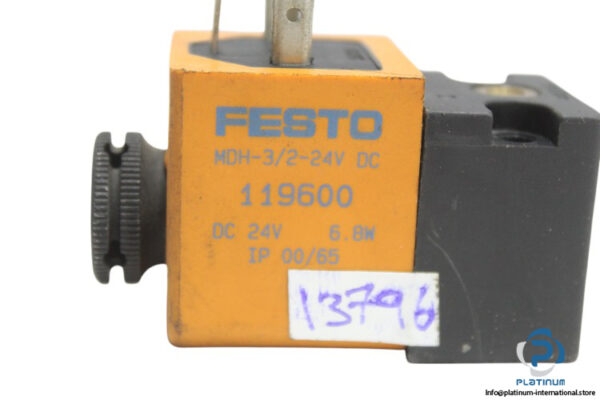 FESTO
MDH-3/2-24V DC
119600
DC 24V 6.8W
IP 00/65
13796
PLATINUM
Info@platinum-international.store